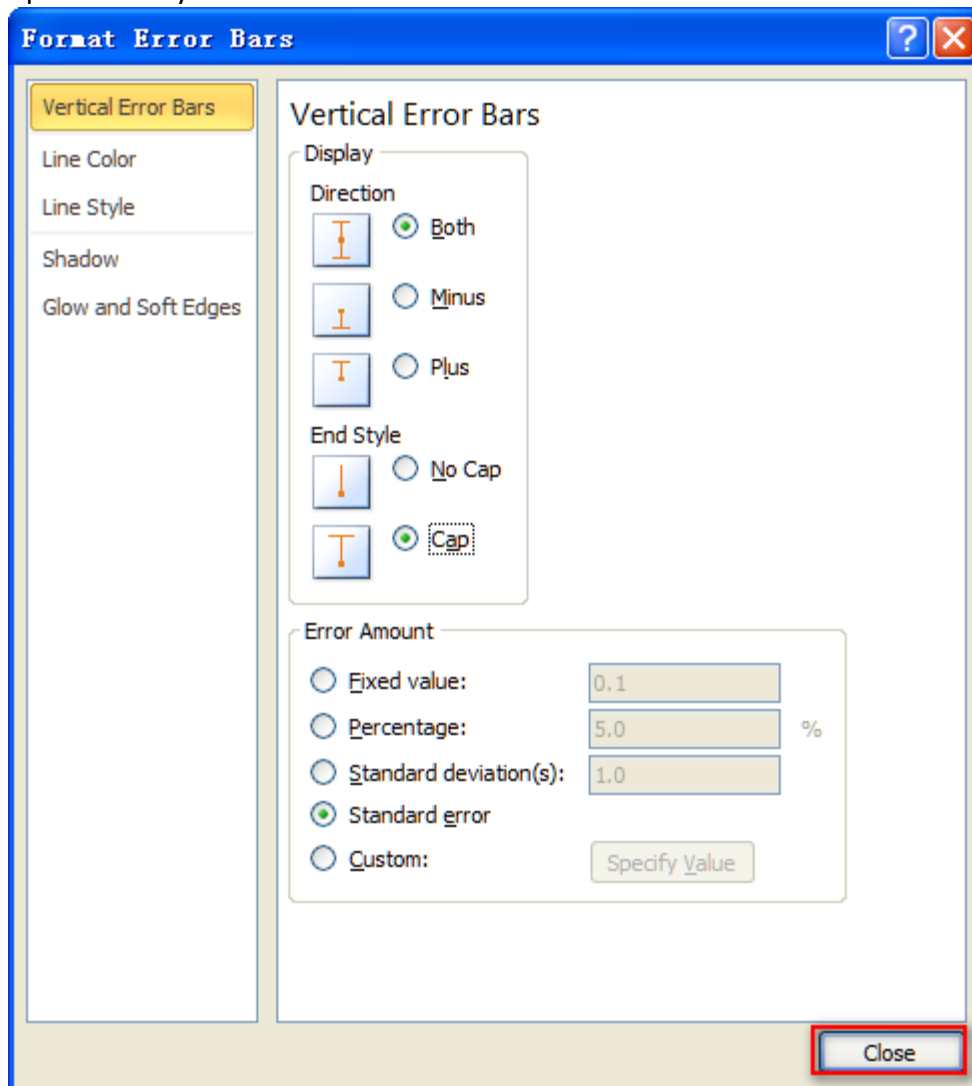 Format Error Bars
Vertical Error Bars
Line Color
Line Style
Shadow
Glow and Soft Edges
Vertical Error Bars
Display
Direction
Both
Minus
Plus
End Style
No Cap
Cap
Error Amount
Fixed value: 0.1
Percentage: 5.0 %
Standard deviation(s): 1.0
Standard error
Custom: Specify Value
Close